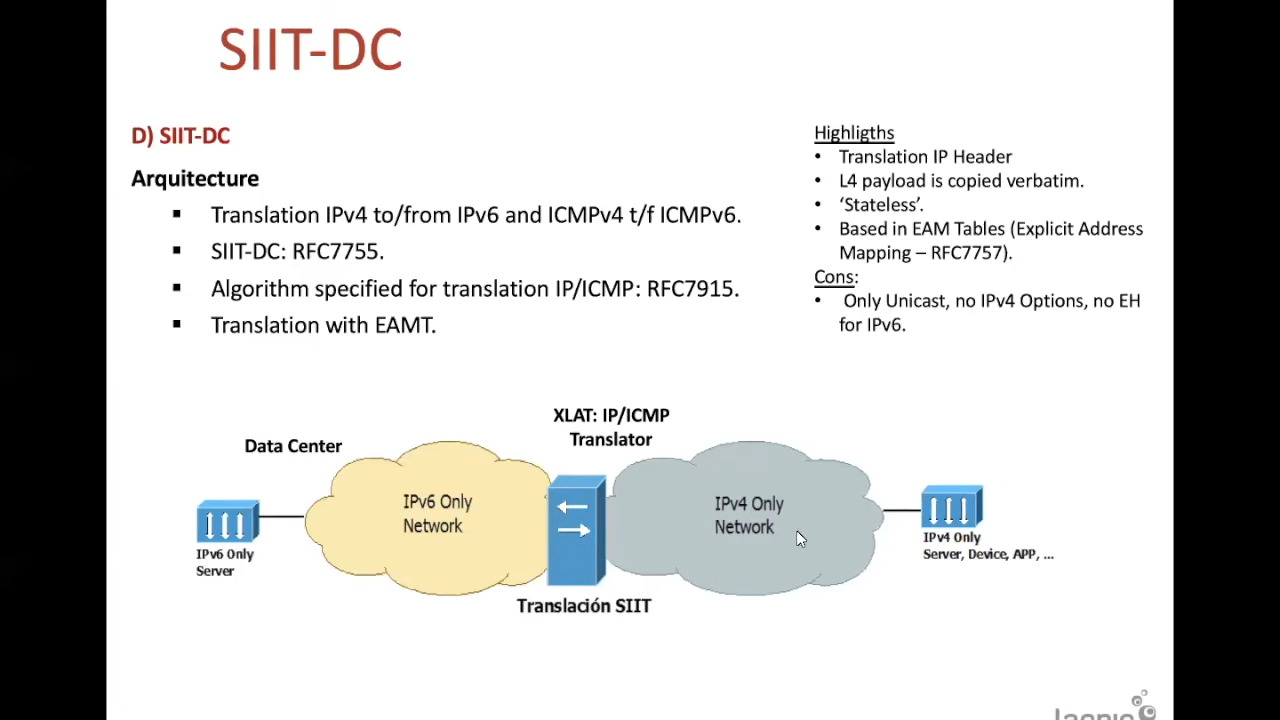 SIIT-DC
D) SIIT-DC
Arquitecture
▪ Translation IPv4 to/from IPv6 and ICMPv4 t/f ICMPv6.
▪ SIIT-DC: RFC7755.
▪ Algorithm specified for translation IP/ICMP: RFC7915.
▪ Translation with EAMT.
Highligths
• Translation IP Header
• L4 payload is copied verbatim.
• ‘Stateless’.
• Based in EAM Tables (Explicit Address
Mapping – RFC7757).
Cons:
• Only Unicast, no IPv4 Options, no EH
for IPv6.
XLAT: IP/ICMP
Translator
Data Center
IPv6 Only
Network
IPv4 Only
Network
IPv6 Only
Server
IPv4 Only
Server, Device, APP, ...
Translación SIIT